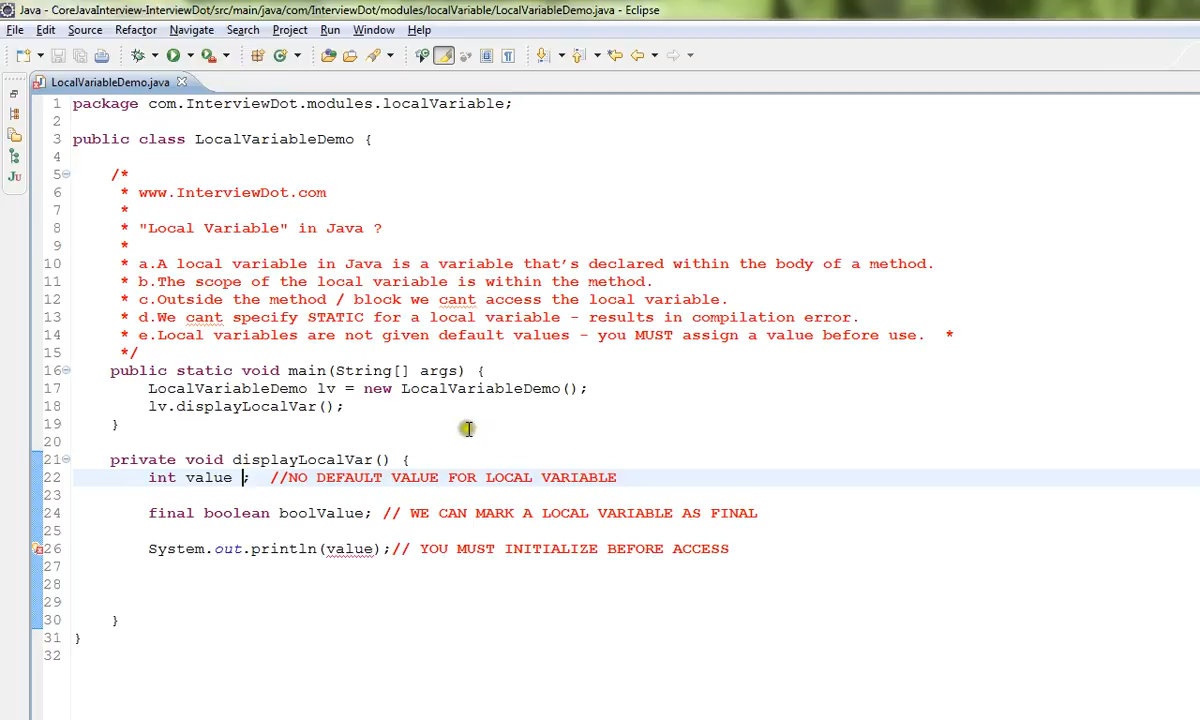 Java - CoreJavaInterview-InterviewDot/src/main/java/com/InterviewDot/modules/localVariable/LocalVariableDemo.java - Eclipse
File Edit Source Refactor Navigate Search Project Run Window Help
LocalVariableDemo.java
1 package com.InterviewDot.modules.localVariable;
2
3 public class LocalVariableDemo {
4
5 /*
6 * www.InterviewDot.com
7 *
8 * "Local Variable" in Java ?
9 *
10 * a.A local variable in Java is a variable that’s declared within the body of a method.
11 * b.The scope of the local variable is within the method.
12 * c.Outside the method / block we cant access the local variable.
13 * d.We cant specify STATIC for a local variable - results in compilation error.
14 * e.Local variables are not given default values - you MUST assign a value before use. *
15 */
16 public static void main(String[] args) {
17 LocalVariableDemo lv = new LocalVariableDemo();
18 lv.displayLocalVar();
19 }
20
21 private void displayLocalVar() {
22 int value ; //NO DEFAULT VALUE FOR LOCAL VARIABLE
23
24 final boolean boolValue; // WE CAN MARK A LOCAL VARIABLE AS FINAL
25
26 System.out.println(value);// YOU MUST INITIALIZE BEFORE ACCESS
27
28
29
30 }
31 }
32